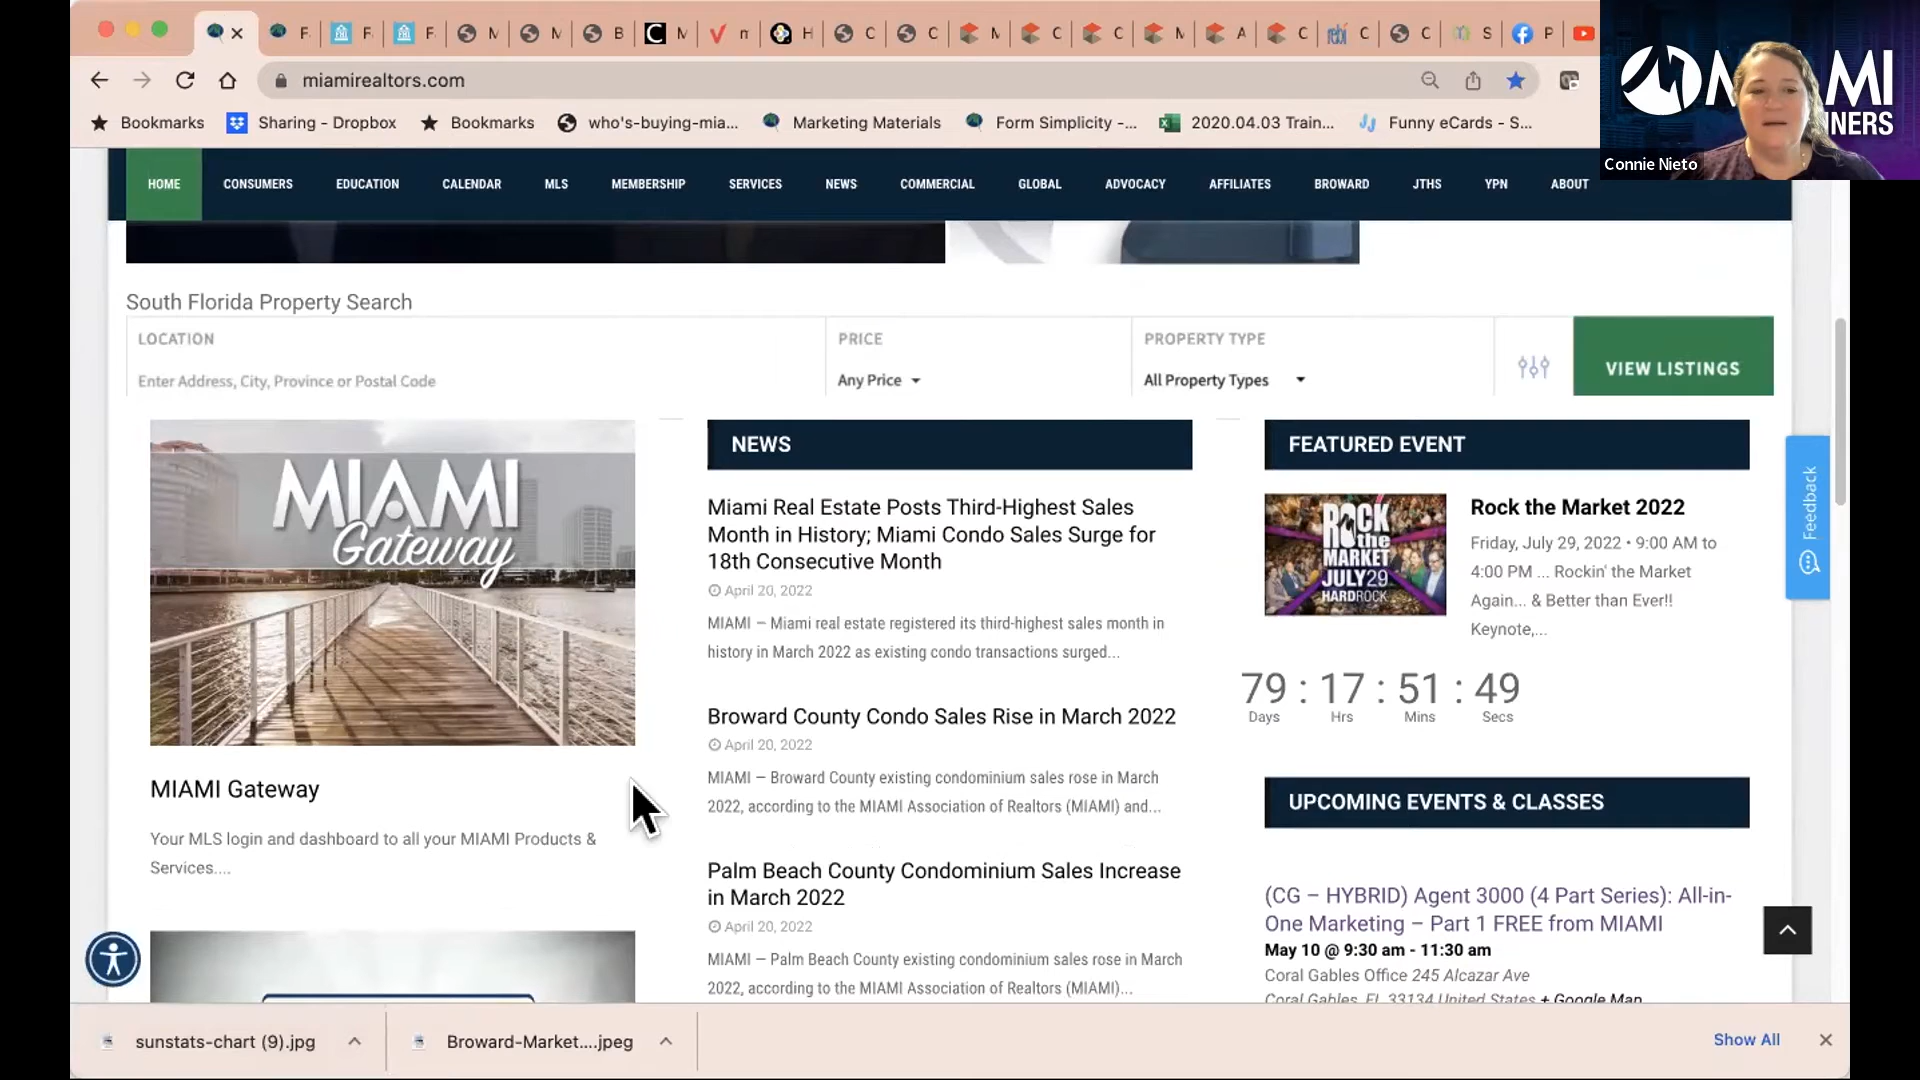 F
F
F
M
M
B
M
m
H
C
C
M
C
C
M
A
C
rebi C
C
S
P
miamirealtors.com
Bookmarks
Sharing - Dropbox
Bookmarks
who's-buying-mia...
Marketing Materials
Form Simplicity -...
2020.04.03 Train...
Funny eCards - S...
MIAMI
Connie Nieto
HOME
CONSUMERS
EDUCATION
CALENDAR
MLS
MEMBERSHIP
SERVICES
NEWS
COMMERCIAL
GLOBAL
ADVOCACY
AFFILIATES
BROWARD
JTHS
YPN
ABOUT
South Florida Property Search
LOCATION
Enter Address, City, Province or Postal Code
PRICE
Any Price
PROPERTY TYPE
All Property Types
VIEW LISTINGS
MIAMI
Gateway
MIAMI Gateway
Your MLS login and dashboard to all your MIAMI Products &
Services....
NEWS
Miami Real Estate Posts Third-Highest Sales
Month in History; Miami Condo Sales Surge for
18th Consecutive Month
April 20, 2022
MIAMI – Miami real estate registered its third-highest sales month in
history in March 2022 as existing condo transactions surged...
Broward County Condo Sales Rise in March 2022
April 20, 2022
MIAMI – Broward County existing condominium sales rose in March
2022, according to the MIAMI Association of Realtors (MIAMI) and...
Palm Beach County Condominium Sales Increase
in March 2022
April 20, 2022
MIAMI – Palm Beach County existing condominium sales rose in March
2022, according to the MIAMI Association of Realtors (MIAMI)...
FEATURED EVENT
ROCK
the
MARKET
JULY29
HARDROCK
Rock the Market 2022
Friday, July 29, 2022 • 9:00 AM to
4:00 PM ... Rockin' the Market
Again... & Better than Ever!!
Keynote,...
79 : 17 : 51 : 49
Days Hrs Mins Secs
UPCOMING EVENTS & CLASSES
(CG – HYBRID) Agent 3000 (4 Part Series): All-in-
One Marketing – Part 1 FREE from MIAMI
May 10 @ 9:30 am - 11:30 am
Coral Gables Office 245 Alcazar Ave
Coral Gables, FL 33134 United States + Google Map
Feedback
sunstats-chart (9).jpg
Broward-Market....jpeg
Show All